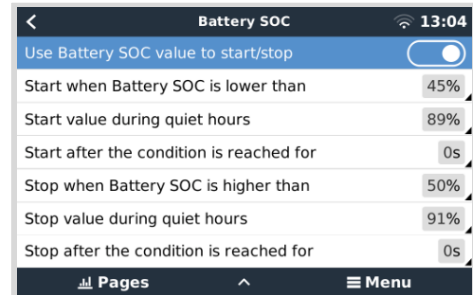 Battery SOC 13:04
Use Battery SOC value to start/stop
Start when Battery SOC is lower than 45%
Start value during quiet hours 89%
Start after the condition is reached for 0s
Stop when Battery SOC is higher than 50%
Stop value during quiet hours 91%
Stop after the condition is reached for 0s
Pages Menu